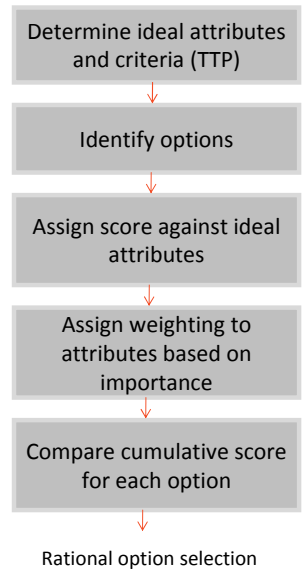 Determine ideal attributes
and criteria (TTP)
Identify options
Assign score against ideal
attributes
Assign weighting to
attributes based on
importance
Compare cumulative score
for each option
Rational option selection